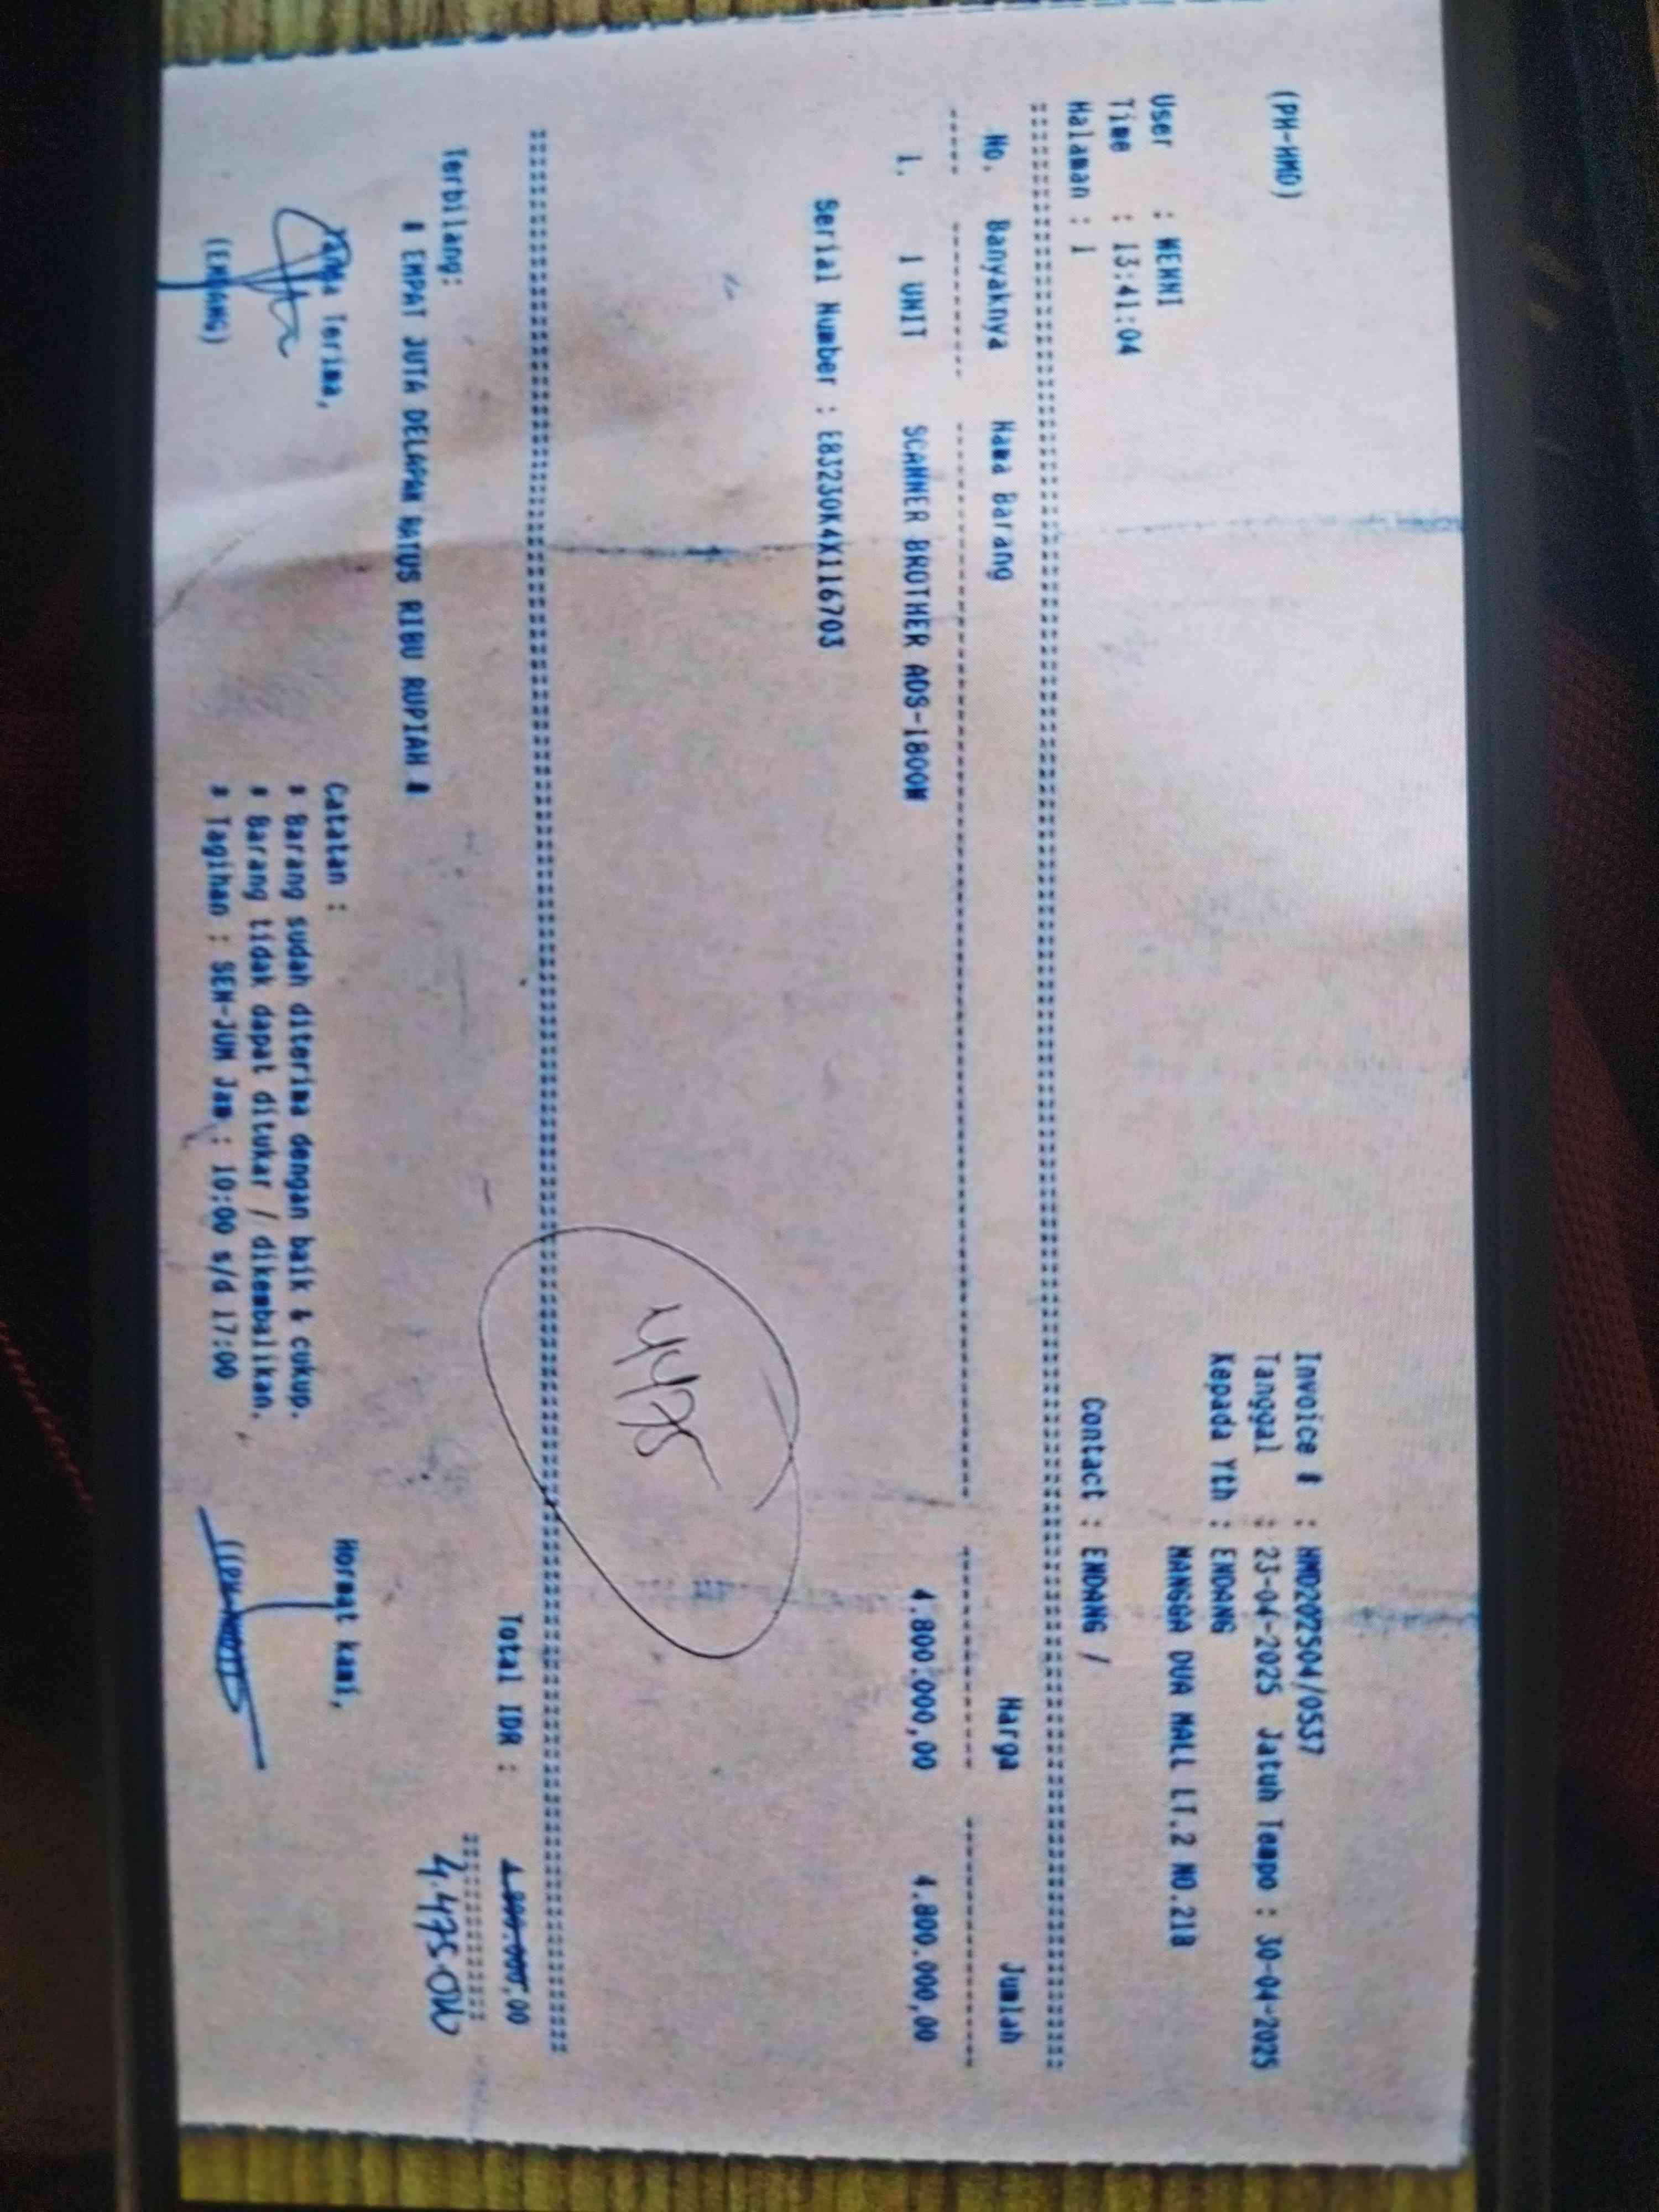 (PH-HMD)
Invoice # : HMD202504/0537
Tanggal : 23-04-2025 Jatuh Tempo : 30-04-2025
Kepada Yth : ENDANG
MANGGA DUA MALL LT.2 NO.21B
User : WENNI
Time : 13:41:04
Halaman : 1
Contact : ENDANG /
No. Banyaknya Nama Barang Harga Jumlah
1. 1 UNIT SCANNER BROTHER ADS-1800W 4.800.000,00 4.800.000,00
Serial Number : E83230K4X116703
4475
Total IDR : 4.800.000,00
4.475.000
Terbilang:
# EMPAT JUTA DELAPAN RATUS RIBU RUPIAH #
Tanda Terima,
(ENDANG)
Catatan :
* Barang sudah diterima dengan baik & cukup.
* Barang tidak dapat ditukar / dikembalikan.
* Tagihan : SEN-JUM Jam : 10:00 s/d 17:00
Hormat kami,